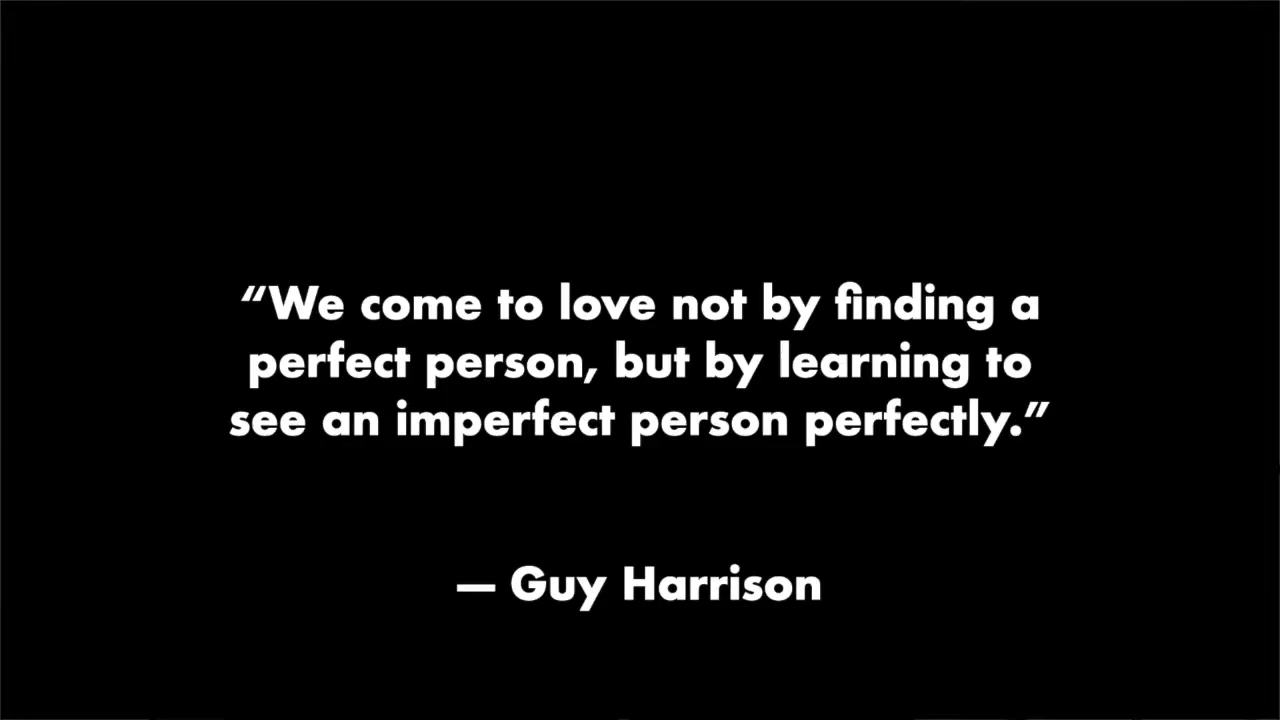 “We come to love not by finding a
perfect person, but by learning to
see an imperfect person perfectly.”
— Guy Harrison